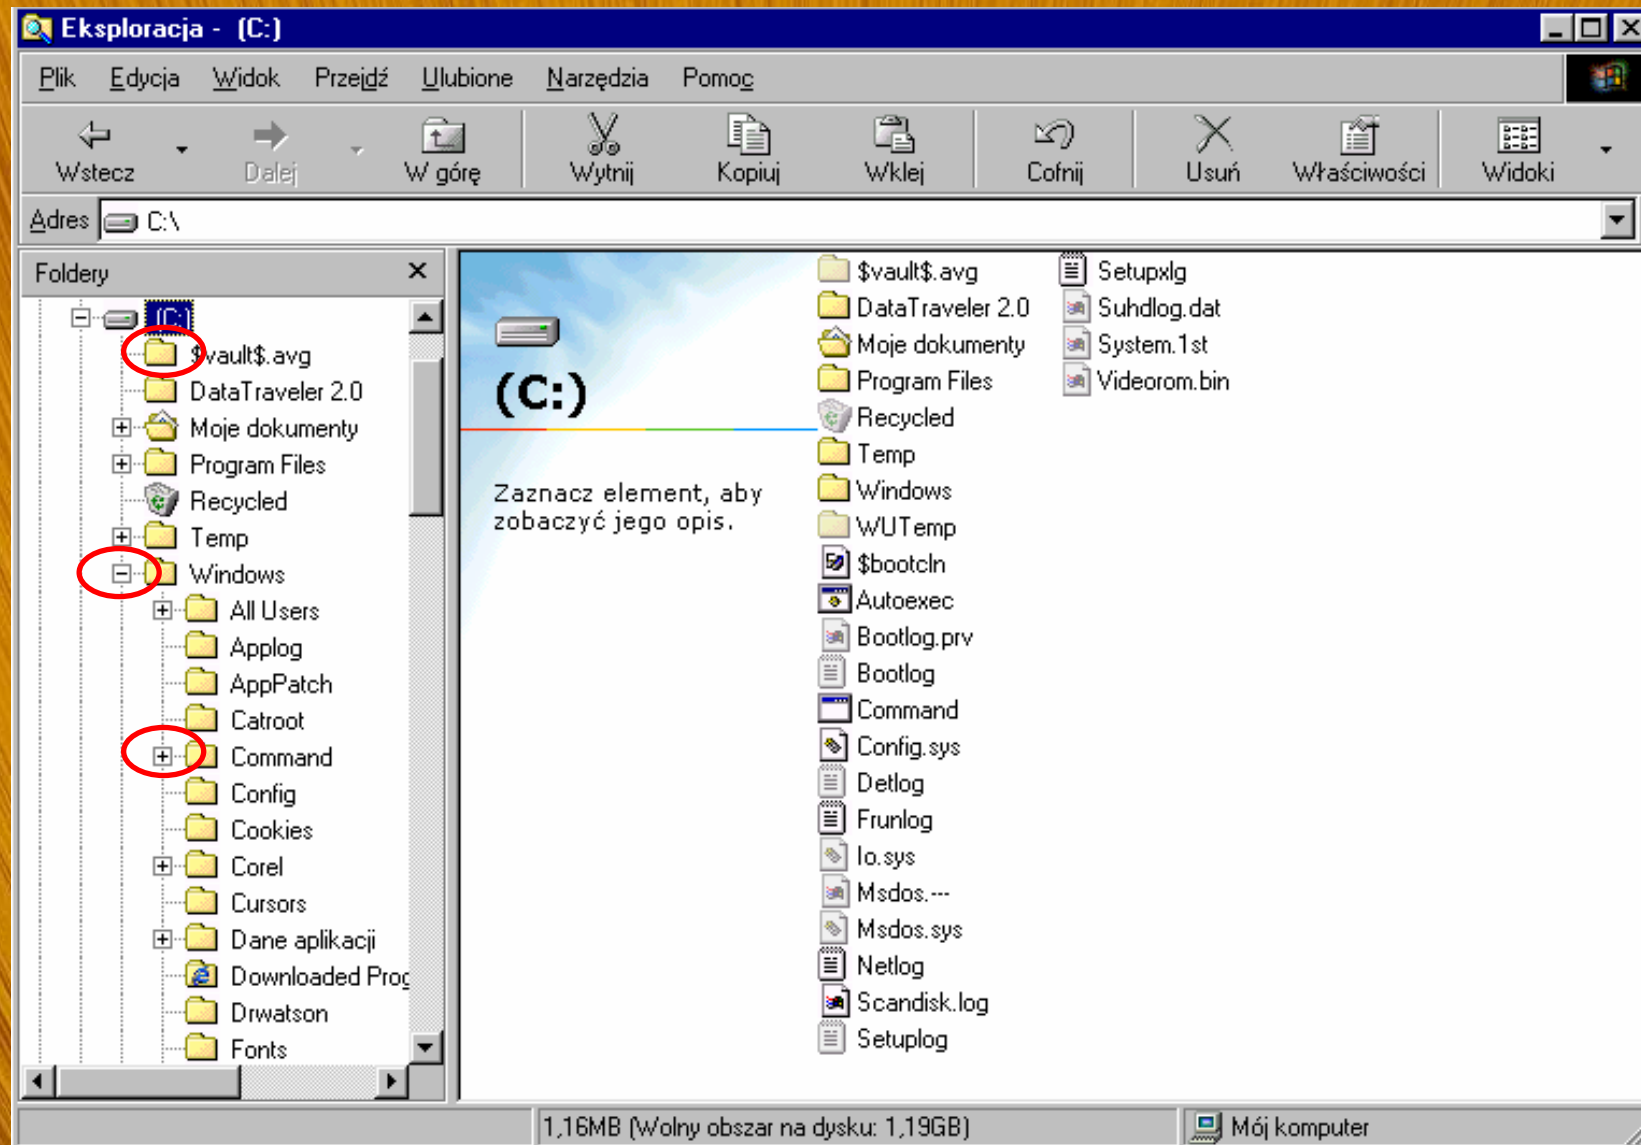 Eksploracja - (C:)
Plik Edycja Widok Przejdź Ulubione Narzędzia Pomoc
Wstecz Dalej W górę Wytnij Kopiuj Wklej Cofnij Usuń Właściwości Widoki
Adres C:\
Foldery
(C:)
$vault$.avg
DataTraveler 2.0
Moje dokumenty
Program Files
Recycled
Temp
Windows
All Users
Applog
AppPatch
Catroot
Command
Config
Cookies
Corel
Cursors
Dane aplikacji
Downloaded Prog
Drwatson
Fonts
(C:)
Zaznacz element, aby
zobaczyć jego opis.
$vault$.avg
DataTraveler 2.0
Moje dokumenty
Program Files
Recycled
Temp
Windows
WUTemp
$bootcln
Autoexec
Bootlog.prv
Bootlog
Command
Config.sys
Detlog
Frunlog
Io.sys
Msdos.---
Msdos.sys
Netlog
Scandisk.log
Setuplog
Setupxlg
Suhdlog.dat
System.1st
Videorom.bin
1,16MB (Wolny obszar na dysku: 1,19GB)
Mój komputer